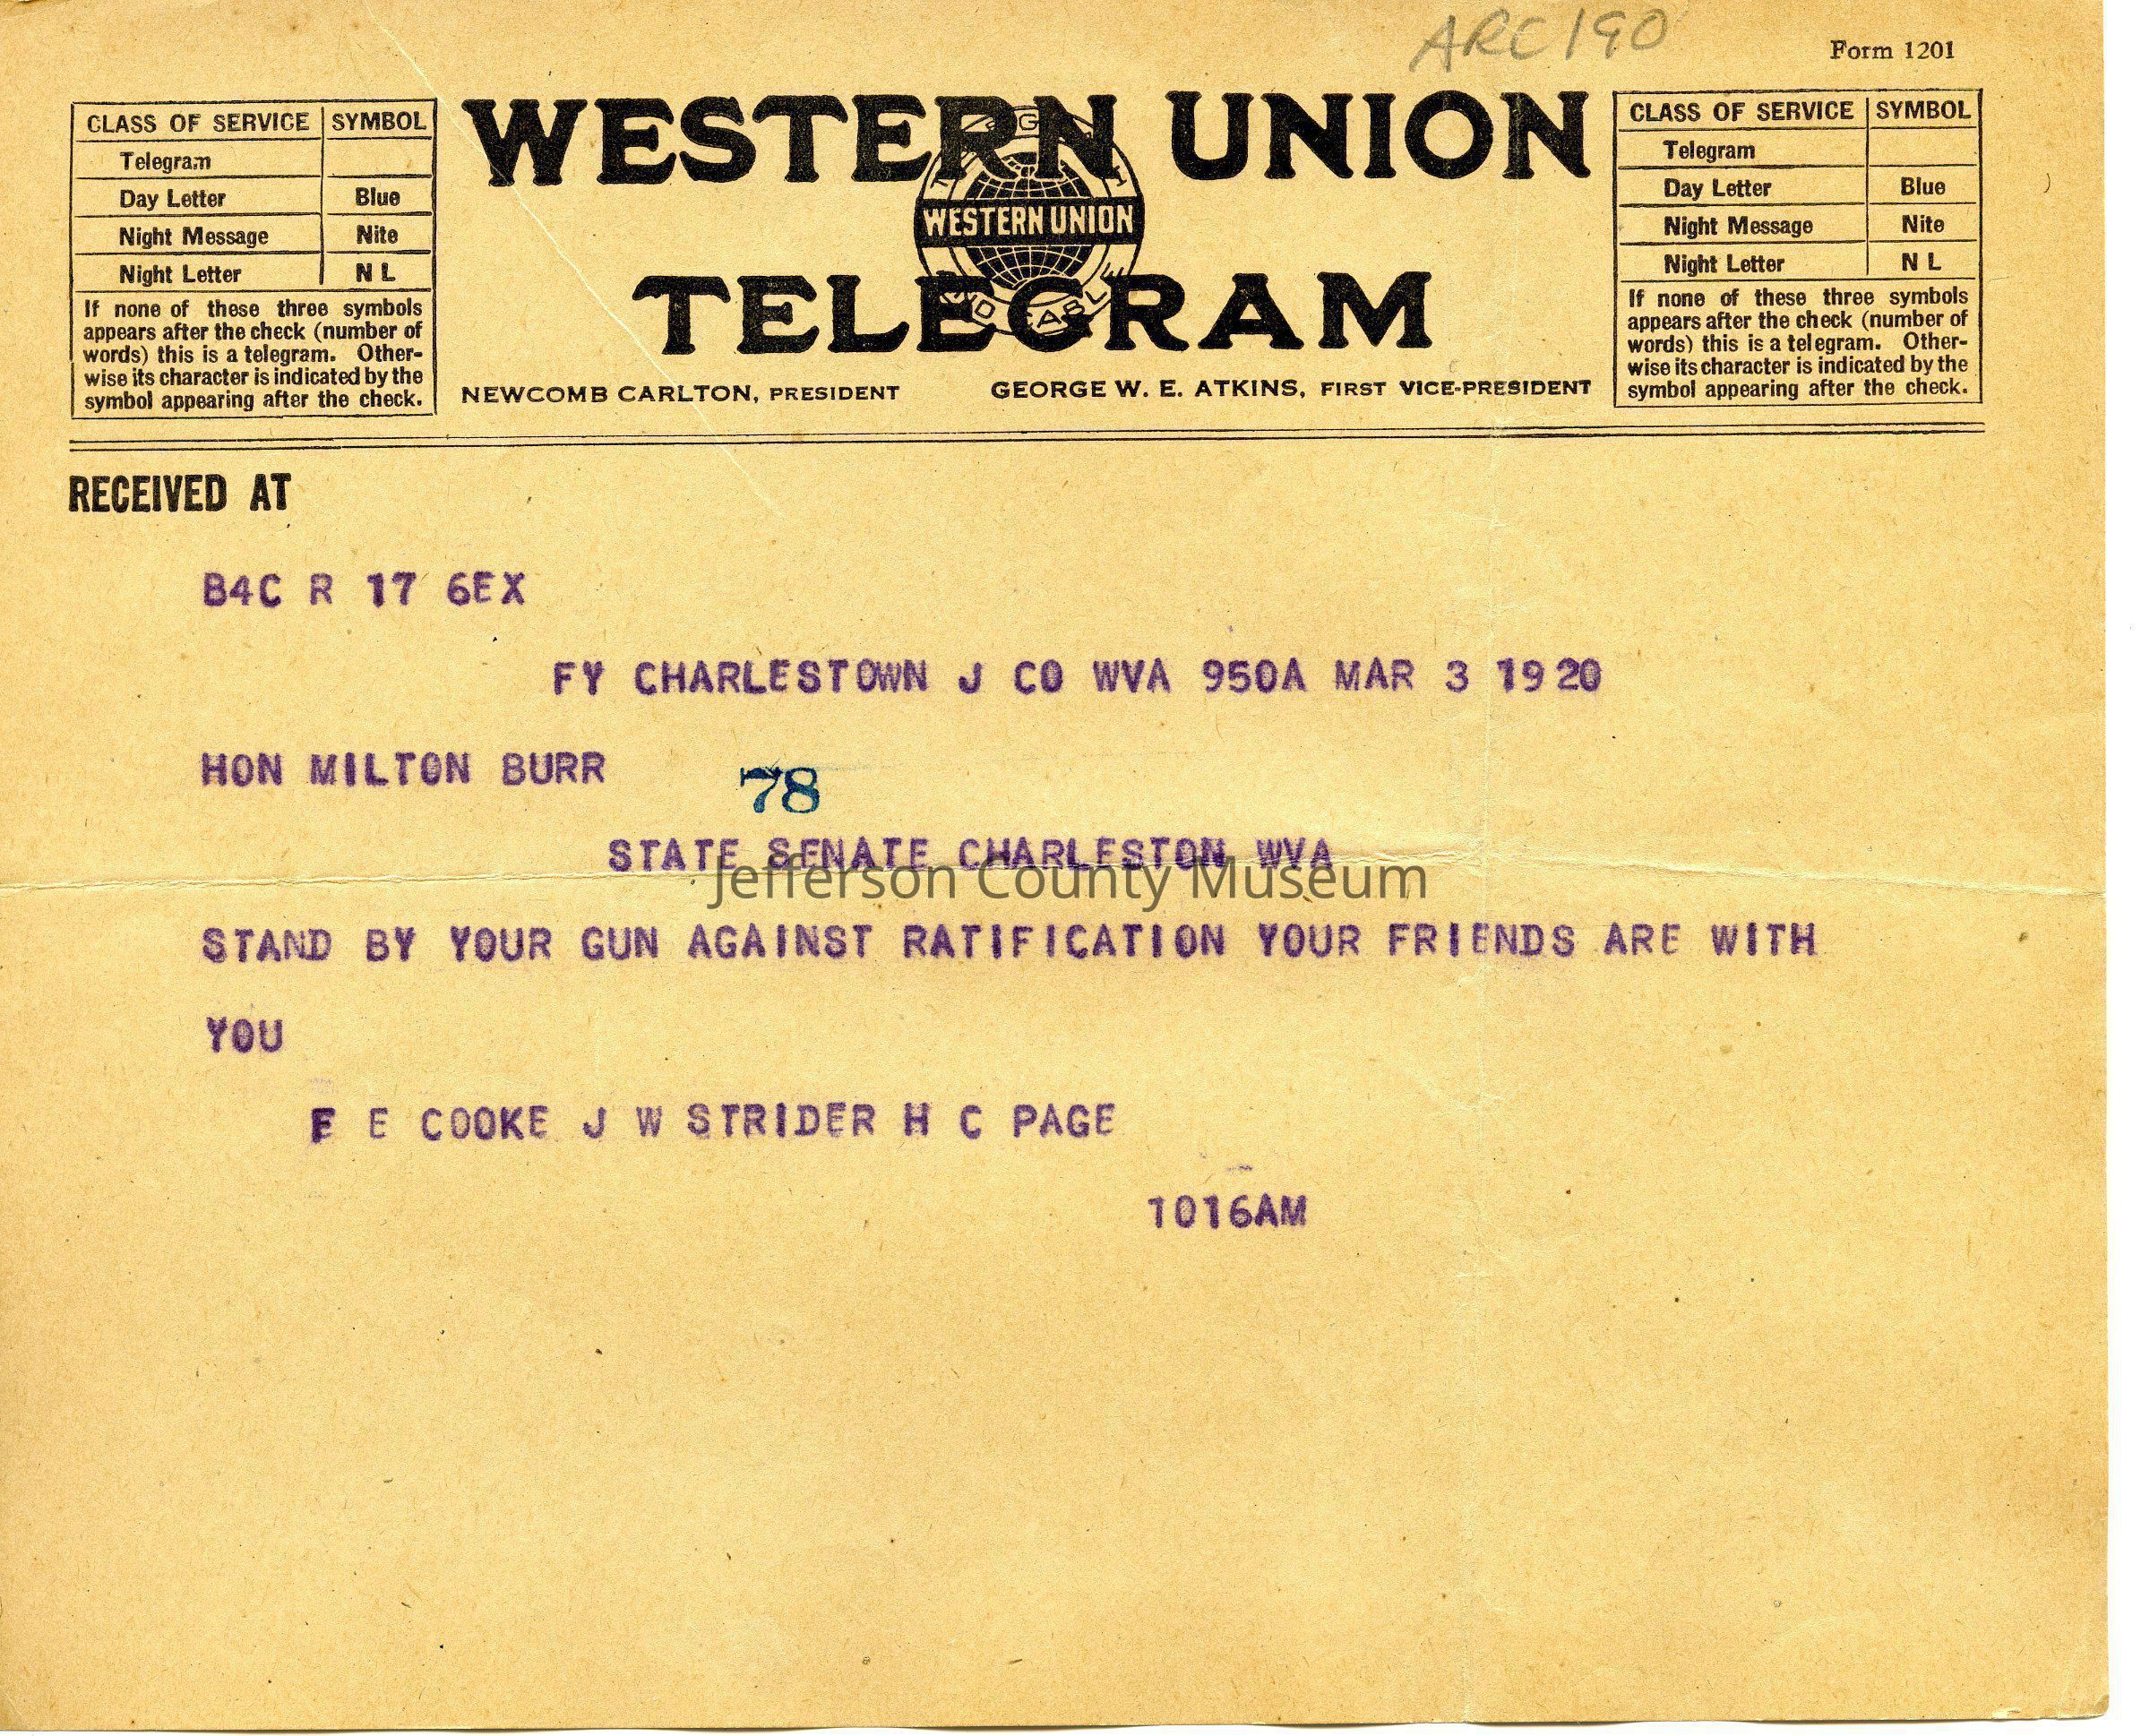 ARC190
Form 1201
CLASS OF SERVICE SYMBOL
Telegram
Day Letter Blue
Night Message Nite
Night Letter N L
If none of these three symbols
appears after the check (number of
words) this is a telegram. Other-
wise its character is indicated by the
symbol appearing after the check.
WESTERN UNION
WESTERN UNION
TELEGRAM
NEWCOMB CARLTON, PRESIDENT
GEORGE W. E. ATKINS, FIRST VICE-PRESIDENT
CLASS OF SERVICE SYMBOL
Telegram
Day Letter Blue
Night Message Nite
Night Letter N L
If none of these three symbols
appears after the check (number of
words) this is a telegram. Other-
wise its character is indicated by the
symbol appearing after the check.
RECEIVED AT
B4C R 17 6EX
FY CHARLESTOWN J CO WVA 950A MAR 3 1920
HON MILTON BURR
78
STATE SENATE CHARLESTON WVA
Jefferson County Museum
STAND BY YOUR GUN AGAINST RATIFICATION YOUR FRIENDS ARE WITH
YOU
E COOKE J W STRIDER H C PAGE
1016AM